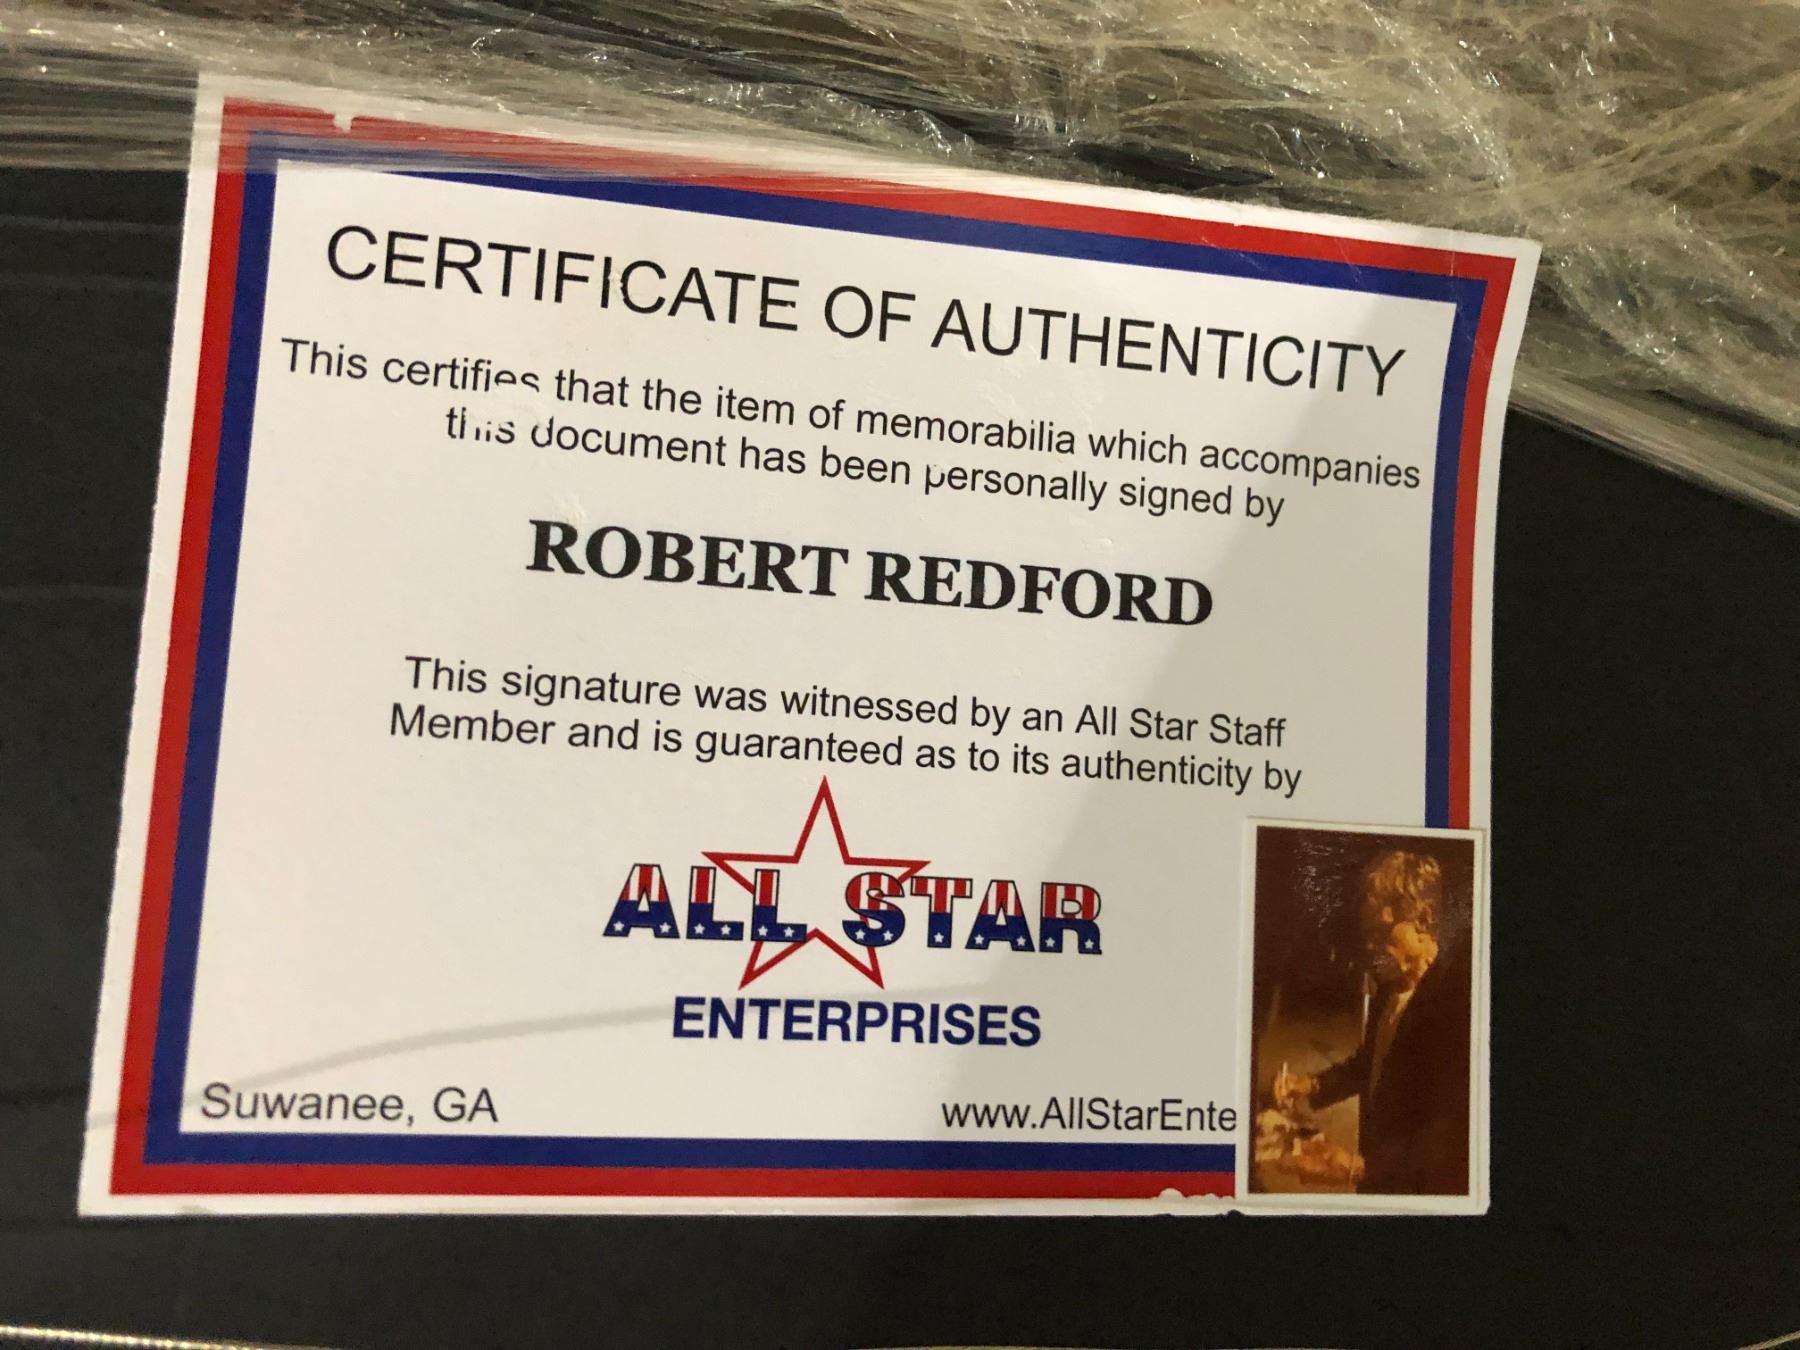 CERTIFICATE OF AUTHENTICITY
This certifies that the item of memorabilia which accompanies
this document has been personally signed by
ROBERT REDFORD
This signature was witnessed by an All Star Staff
Member and is guaranteed as to its authenticity by
ALL STAR
ENTERPRISES
Suwanee, GA
www.AllStarEnte